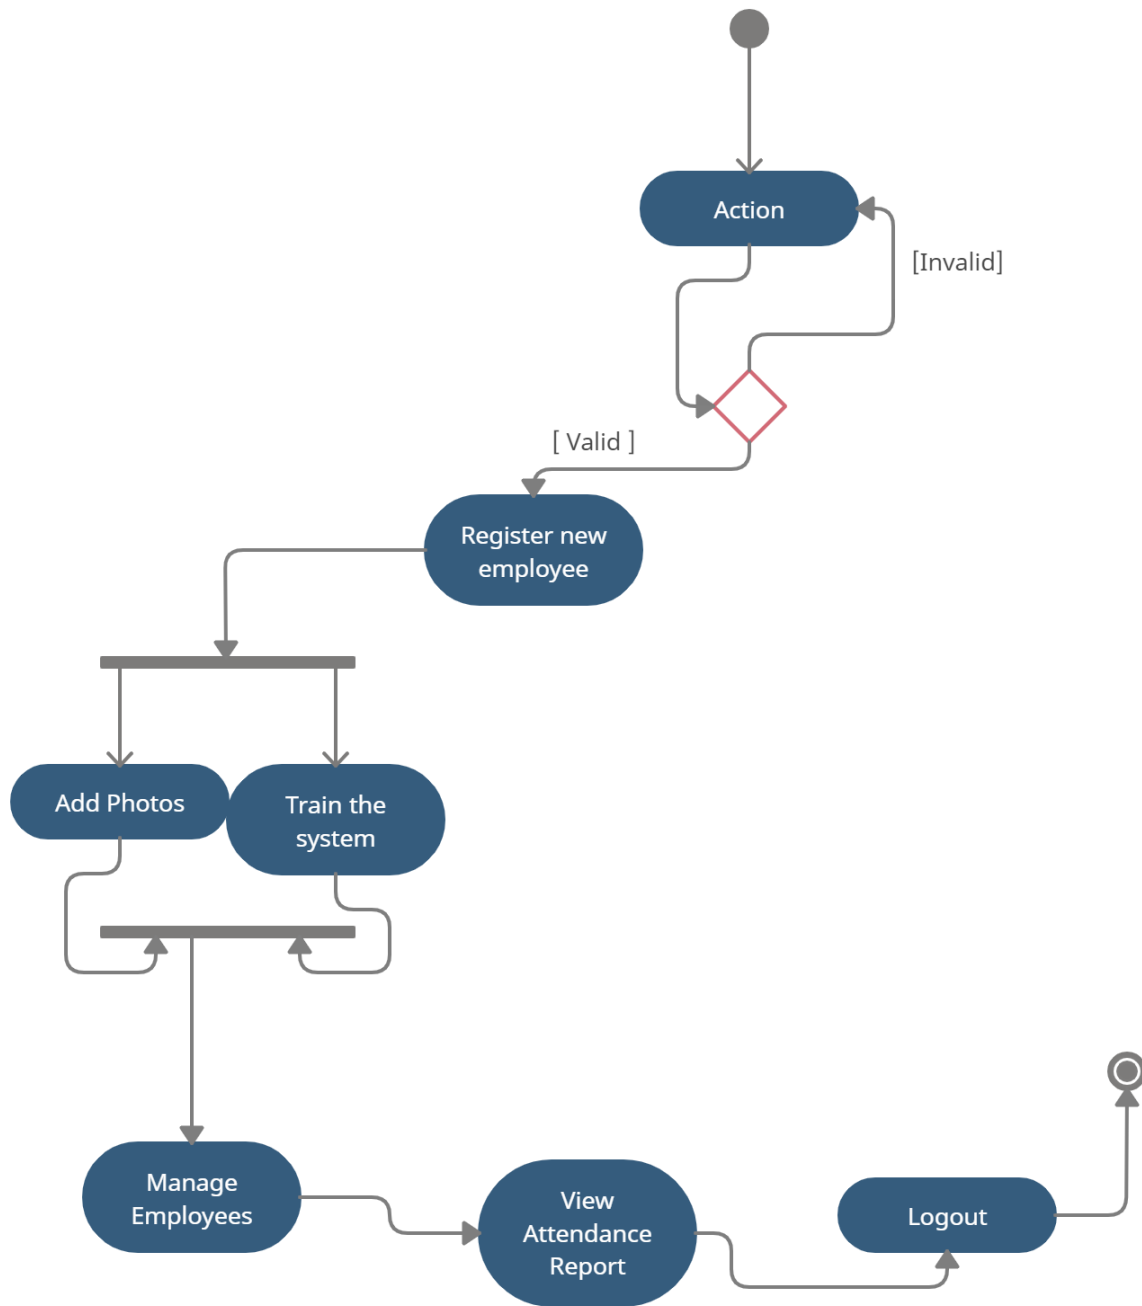 Action
[Invalid]
[ Valid ]
Register new
employee
Add Photos
Train the
system
Manage
Employees
View
Attendance
Report
Logout